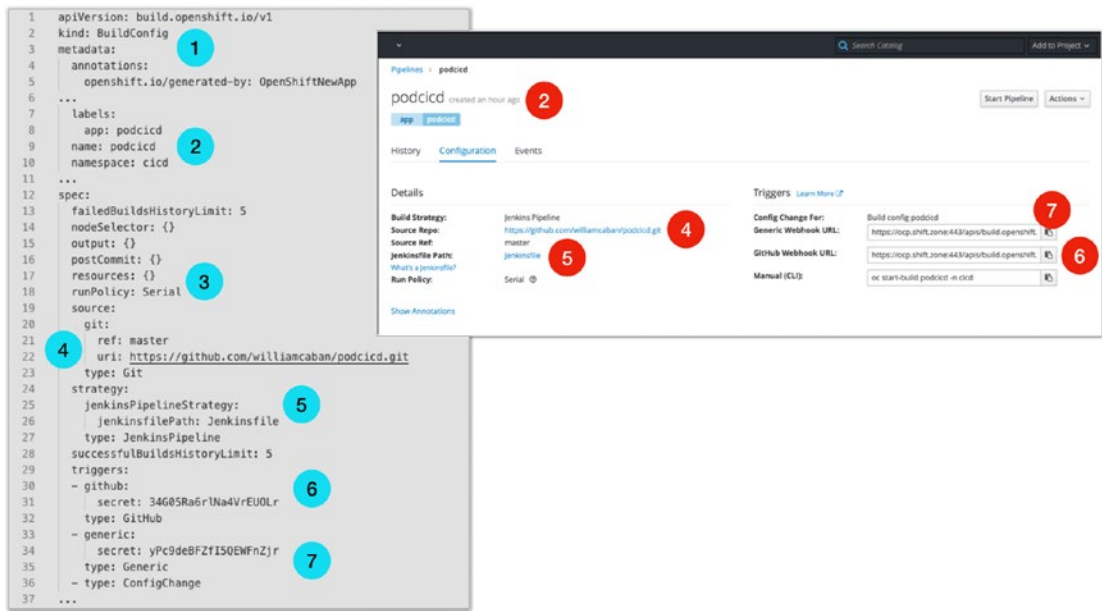 1 apiVersion: build.openshift.io/v1
2 kind: BuildConfig
3 metadata:
1
4 annotations:
5 openshift.io/generated-by: OpenShiftNewApp
6 ...
7 labels:
8 app: podcicd
9 name: podcicd
2
10 namespace: cicd
11 ...
12 spec:
13 failedBuildsHistoryLimit: 5
14 nodeSelector: {}
15 output: {}
16 postCommit: {}
17 resources: {}
3
18 runPolicy: Serial
19 source:
20 git:
21 ref: master
4
22 uri: https://github.com/williamcaban/podcicd.git
23 type: Git
24 strategy:
25 jenkinsPipelineStrategy:
5
26 jenkinsfilePath: Jenkinsfile
27 type: JenkinsPipeline
28 successfulBuildsHistoryLimit: 5
29 triggers:
30 - github:
6
31 secret: 34G05Ra6rlNa4VrEUOLr
32 type: GitHub
33 - generic:
34 secret: yPc9deBFZfI5QEWFnZjr
7
35 type: Generic
36 - type: ConfigChange
37 ...
Search Catalog
Add to Project
Pipelines › podcicd
podcicd created an hour ago 2
Start Pipeline Actions
app podcicd
History Configuration Events
Details
Build Strategy: Jenkins Pipeline
Source Repo: https://github.com/williamcaban/podcicd.git 4
Source Ref: master
Jenkinsfile Path: Jenkinsfile 5
What's a Jenkinsfile?
Run Policy: Serial
Show Annotations
Triggers Learn More
Config Change For: Build config podcicd 7
Generic Webhook URL: https://ocp.shift.zone:443/apis/build.openshift.
GitHub Webhook URL: https://ocp.shift.zone:443/apis/build.openshift. 6
Manual (CLI): oc start-build podcicd -n cicd